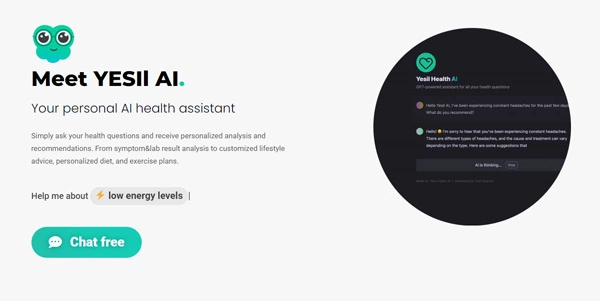 Meet YESIl AI.
Your personal AI health assistant
Simply ask your health questions and receive personalized analysis and
recommendations. From symptom&lab result analysis to customized lifestyle
advice, personalized diet, and exercise plans.
Help me about ⚡ low energy levels |
Chat free
Yesil Health AI
GPT-powered assistant for all your health questions
Hello Yesil AI, I've been experiencing constant headaches for the past few days.
What do you recommend?
Hello! I'm sorry to hear that you've been experiencing constant headaches.
There are different types of headaches, and the cause and treatment can vary
depending on the type. Here are some suggestions that
AI is thinking... Stop